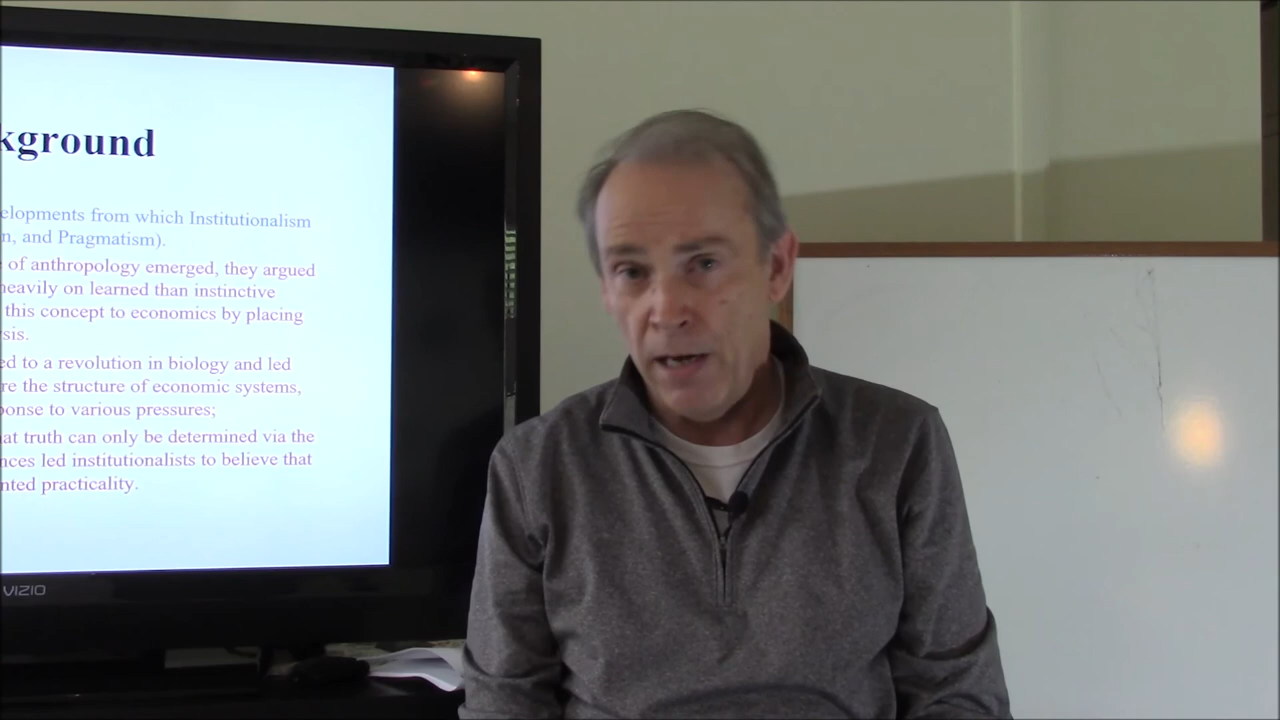 kground
elopments from which Institutionalism
n, and Pragmatism).
of anthropology emerged, they argued
heavily on learned than instinctive
this concept to economics by placing
sis.
ed to a revolution in biology and led
re the structure of economic systems,
onse to various pressures;
at truth can only be determined via the
nces led institutionalists to believe that
nted practicality.
VIZIO